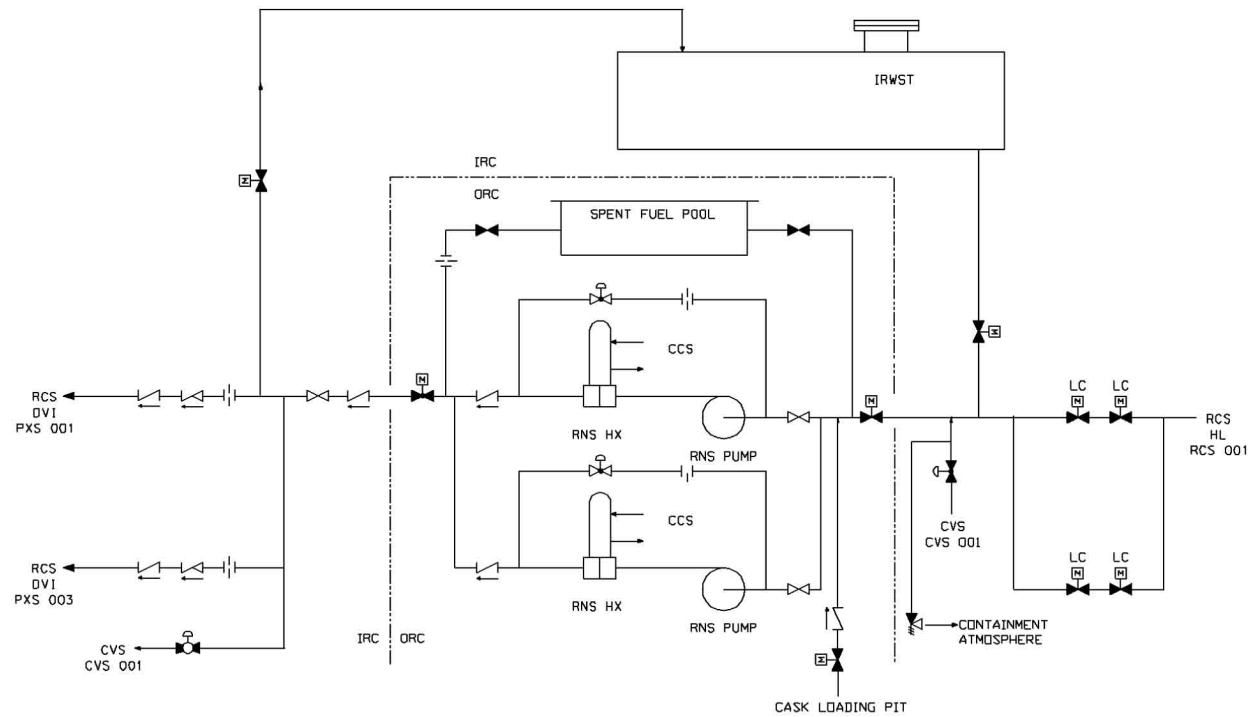 IRWST
IRC
ORC
SPENT FUEL POOL
M
M
CCS
M
LC LC
M M
RCS
DVI
PXS 001
M
RNS HX
RNS PUMP
RCS
HL
RCS 001
CCS
CVS
CVS 001
LC LC
M M
RCS
DVI
PXS 003
RNS HX
RNS PUMP
CONTAINMENT
ATMOSPHERE
IRC ORC
CVS
CVS 001
M
CASK LOADING PIT